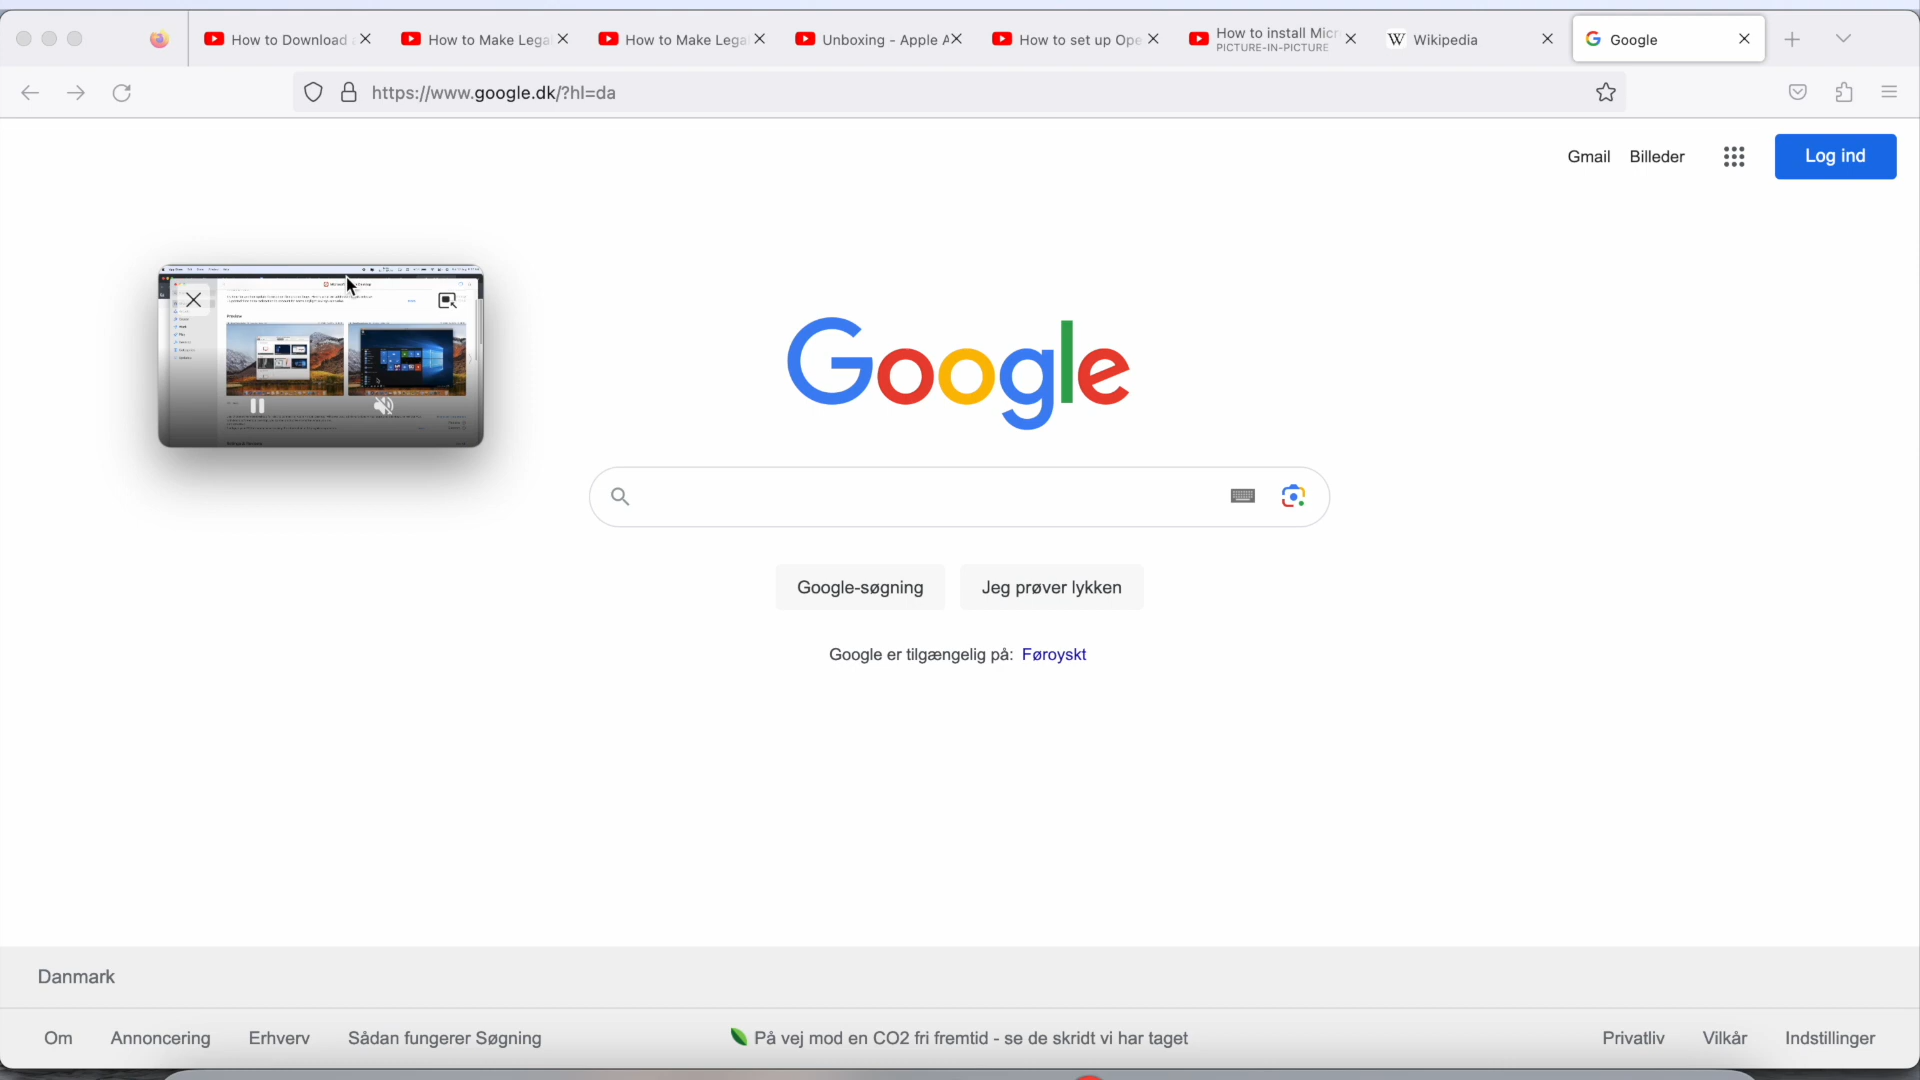 How to Download
How to Make Lega
How to Make Lega
Unboxing - Apple A
How to set up Ope
How to install Micr
PICTURE-IN-PICTURE
Wikipedia
Google
https://www.google.dk/?hl=da
Gmail
Billeder
Log ind
Google
Google-søgning
Jeg prøver lykken
Google er tilgængelig på: Føroyskt
Danmark
Om
Annoncering
Erhverv
Sådan fungerer Søgning
På vej mod en CO2 fri fremtid - se de skridt vi har taget
Privatliv
Vilkår
Indstillinger